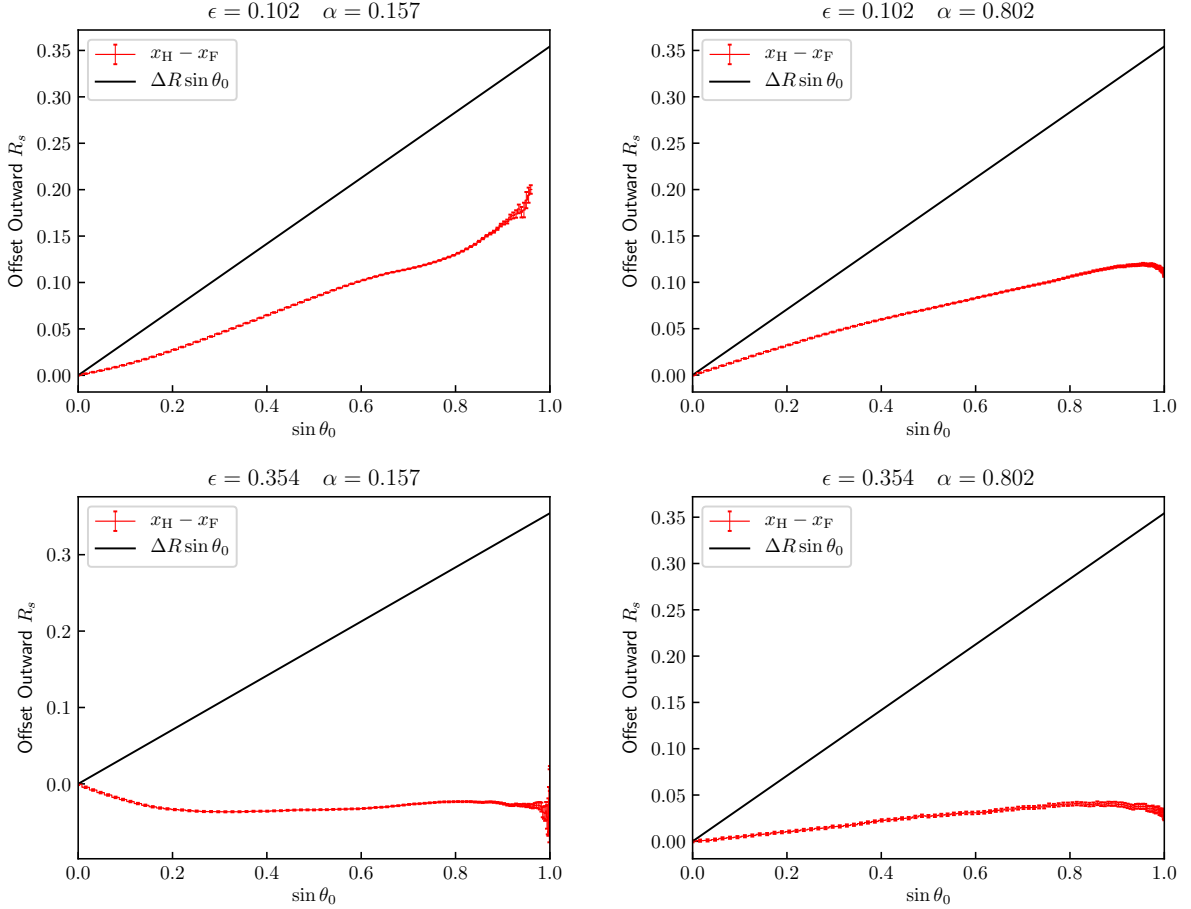 ϵ = 0.102 α = 0.157
x_H − x_F
ΔR sin θ_0
0.35
0.30
0.25
0.20
0.15
0.10
0.05
0.00
Offset Outward R_s
0.0 0.2 0.4 0.6 0.8 1.0
sin θ_0
ϵ = 0.102 α = 0.802
x_H − x_F
ΔR sin θ_0
0.35
0.30
0.25
0.20
0.15
0.10
0.05
0.00
Offset Outward R_s
0.0 0.2 0.4 0.6 0.8 1.0
sin θ_0
ϵ = 0.354 α = 0.157
x_H − x_F
ΔR sin θ_0
0.3
0.2
0.1
0.0
Offset Outward R_s
0.0 0.2 0.4 0.6 0.8 1.0
sin θ_0
ϵ = 0.354 α = 0.802
x_H − x_F
ΔR sin θ_0
0.35
0.30
0.25
0.20
0.15
0.10
0.05
0.00
Offset Outward R_s
0.0 0.2 0.4 0.6 0.8 1.0
sin θ_0